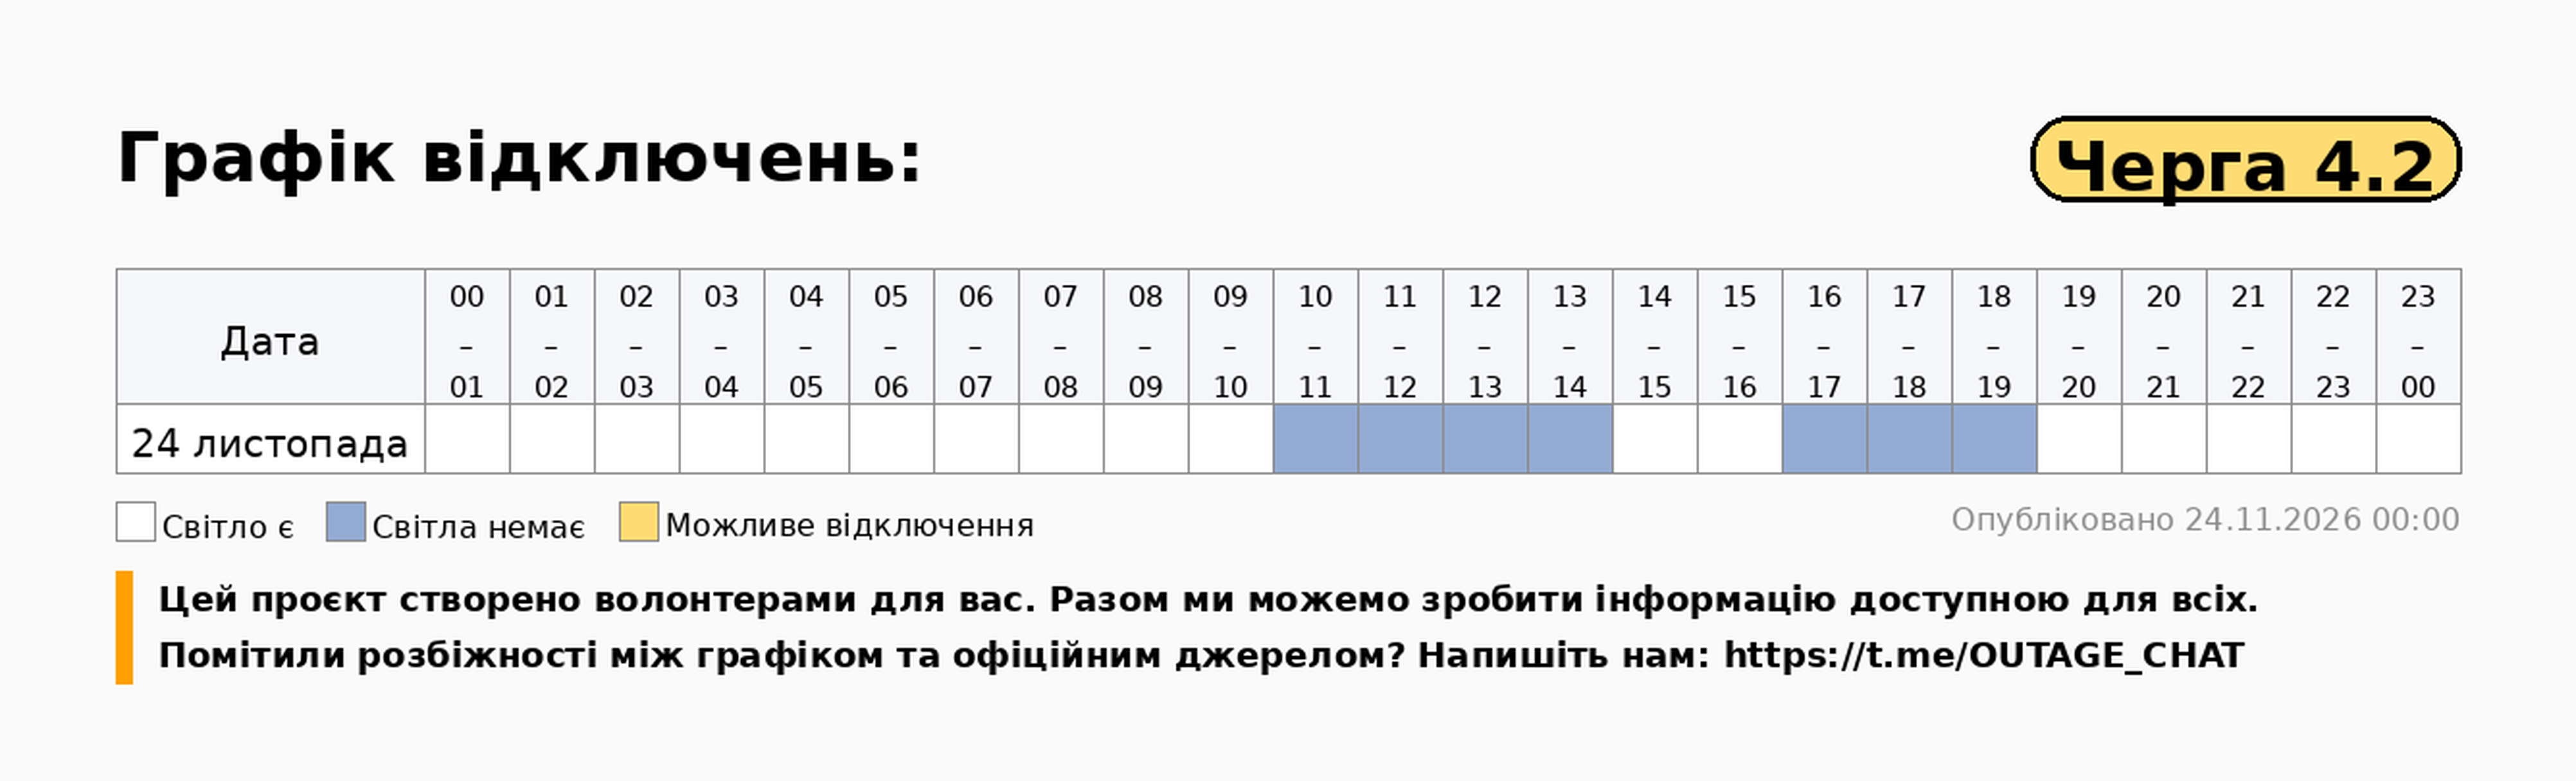 Графік відключень:
Черга 4.2
Дата 00–01 01–02 02–03 03–04 04–05 05–06 06–07 07–08 08–09 09–10 10–11 11–12 12–13 13–14 14–15 15–16 16–17 17–18 18–19 19–20 20–21 21–22 22–23 23–00
24 листопада
Світло є Світла немає Можливе відключення
Опубліковано 24.11.2026 00:00
Цей проєкт створено волонтерами для вас. Разом ми можемо зробити інформацію доступною для всіх.
Помітили розбіжності між графіком та офіційним джерелом? Напишіть нам: https://t.me/OUTAGE_CHAT